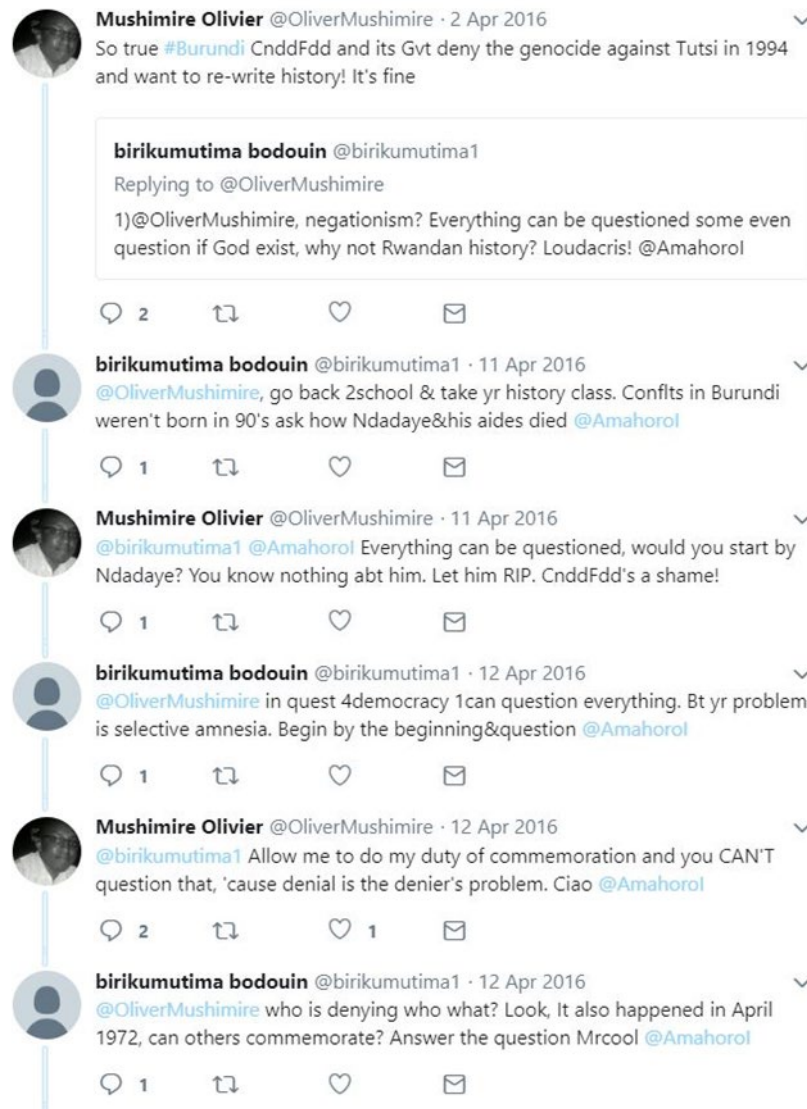 Mushimire Olivier @OliverMushimire · 2 Apr 2016
So true #Burundi CnddFdd and its Gvt deny the genocide against Tutsi in 1994
and want to re-write history! It's fine
birikumutima bodouin @birikumutima1
Replying to @OliverMushimire
1)@OliverMushimire, negationism? Everything can be questioned some even
question if God exist, why not Rwandan history? Loudacris! @AmahoroI
2
birikumutima bodouin @birikumutima1 · 11 Apr 2016
@OliverMushimire, go back 2school & take yr history class. Conflts in Burundi
weren't born in 90's ask how Ndadaye&his aides died @AmahoroI
1
Mushimire Olivier @OliverMushimire · 11 Apr 2016
@birikumutima1 @AmahoroI Everything can be questioned, would you start by
Ndadaye? You know nothing abt him. Let him RIP. CnddFdd's a shame!
1
birikumutima bodouin @birikumutima1 · 12 Apr 2016
@OliverMushimire in quest 4democracy 1can question everything. Bt yr problem
is selective amnesia. Begin by the beginning&question @AmahoroI
1
Mushimire Olivier @OliverMushimire · 12 Apr 2016
@birikumutima1 Allow me to do my duty of commemoration and you CAN'T
question that, 'cause denial is the denier's problem. Ciao @AmahoroI
2 1
birikumutima bodouin @birikumutima1 · 12 Apr 2016
@OliverMushimire who is denying who what? Look, It also happened in April
1972, can others commemorate? Answer the question Mrcool @AmahoroI
1